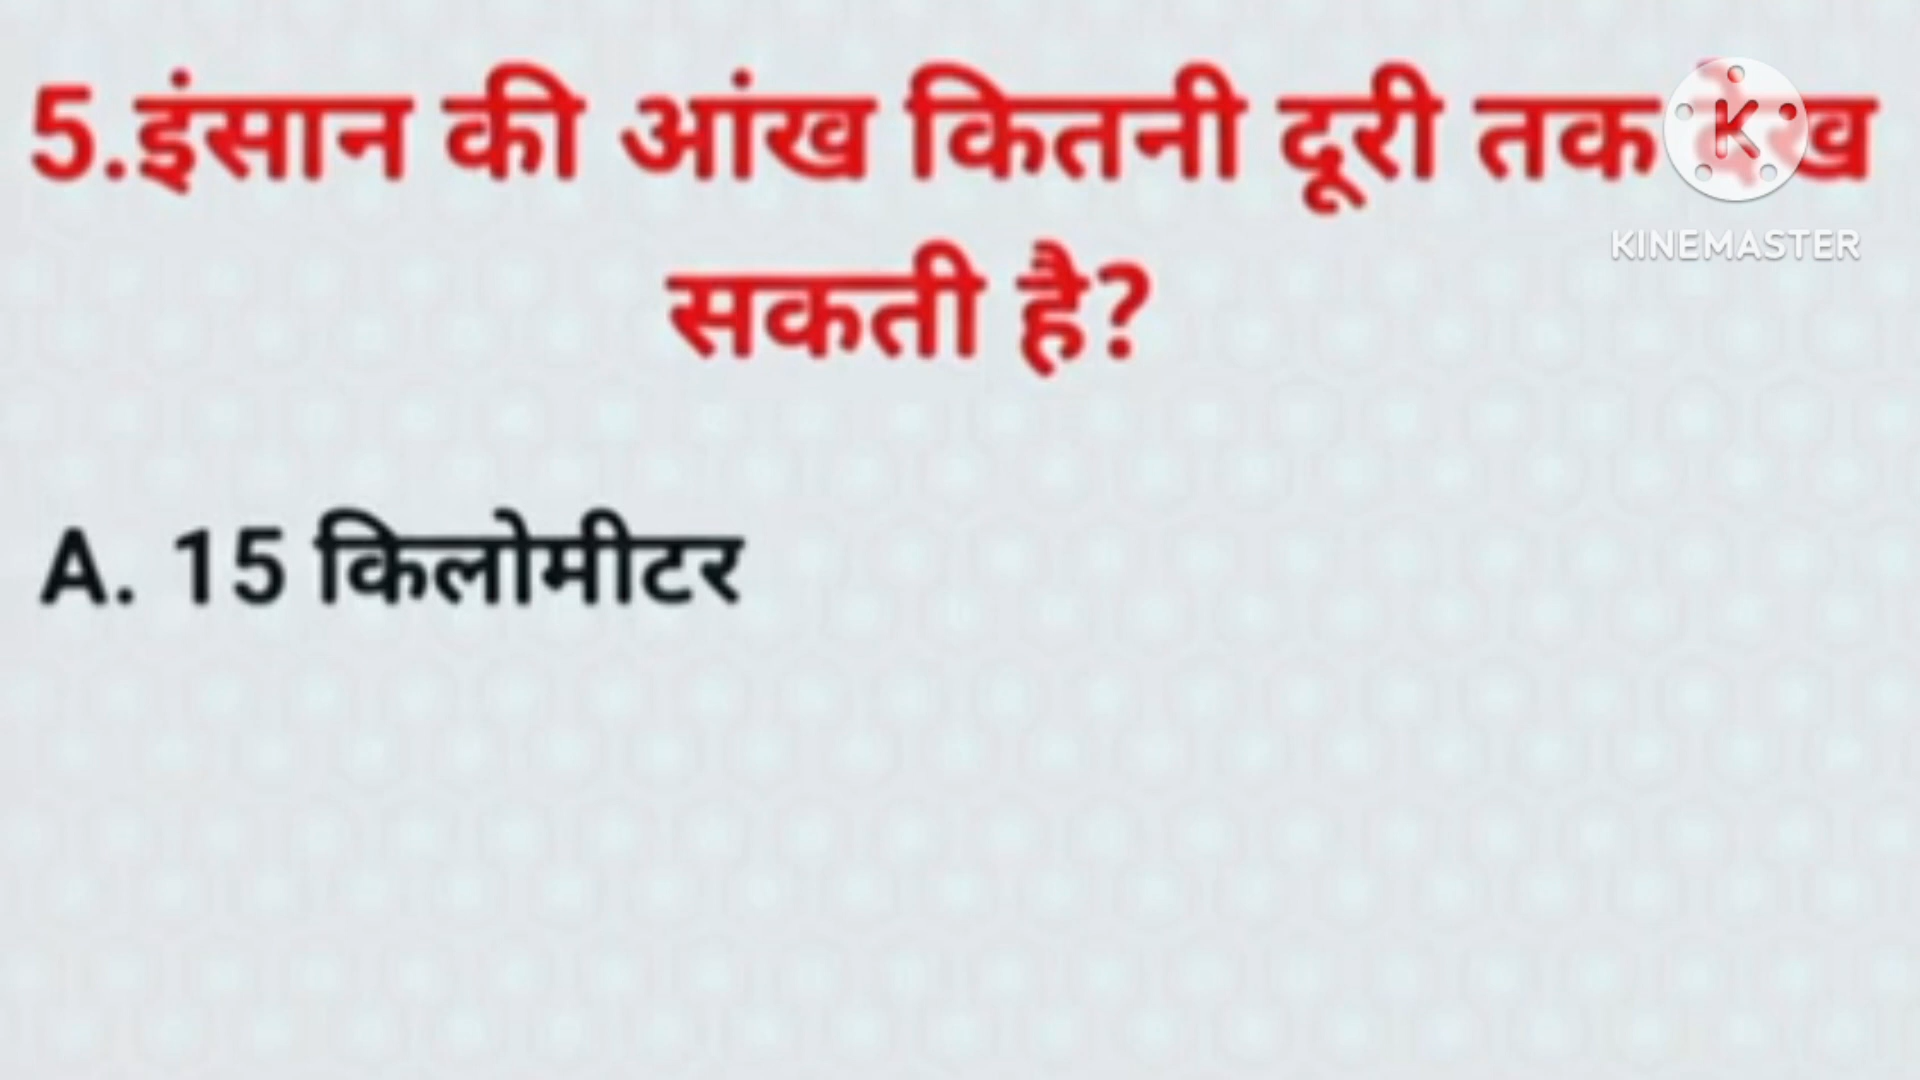 5.इंसान की आंख कितनी दूरी तक देख
सकती है?
KINEMASTER
A. 15 किलोमीटर